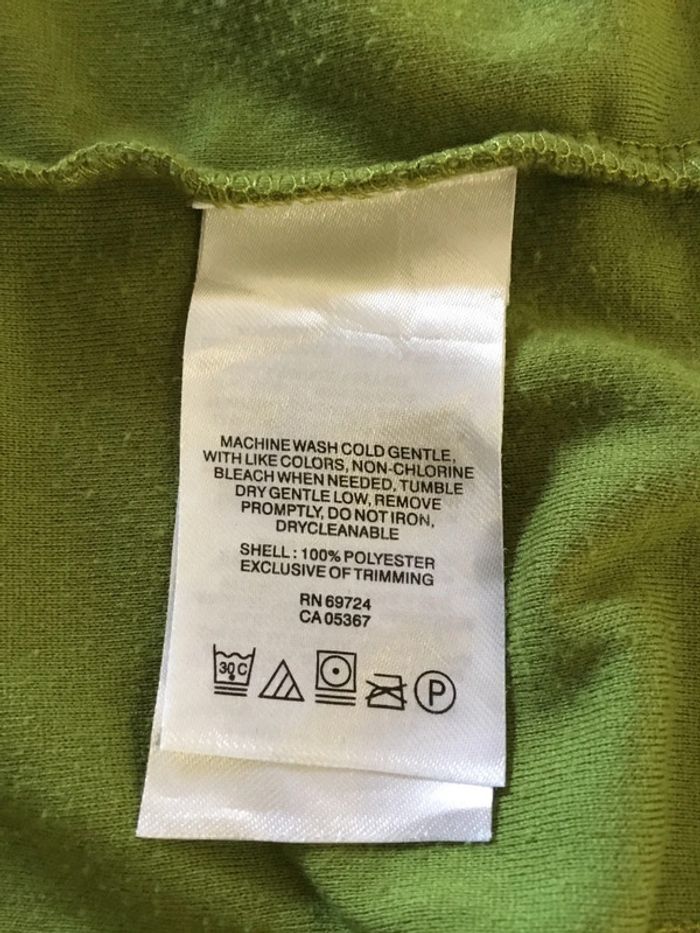 MACHINE WASH COLD GENTLE,
WITH LIKE COLORS, NON-CHLORINE
BLEACH WHEN NEEDED, TUMBLE
DRY GENTLE LOW, REMOVE
PROMPTLY, DO NOT IRON,
DRYCLEANABLE
SHELL: 100% POLYESTER
EXCLUSIVE OF TRIMMING
RN 69724
CA 05367
30C P